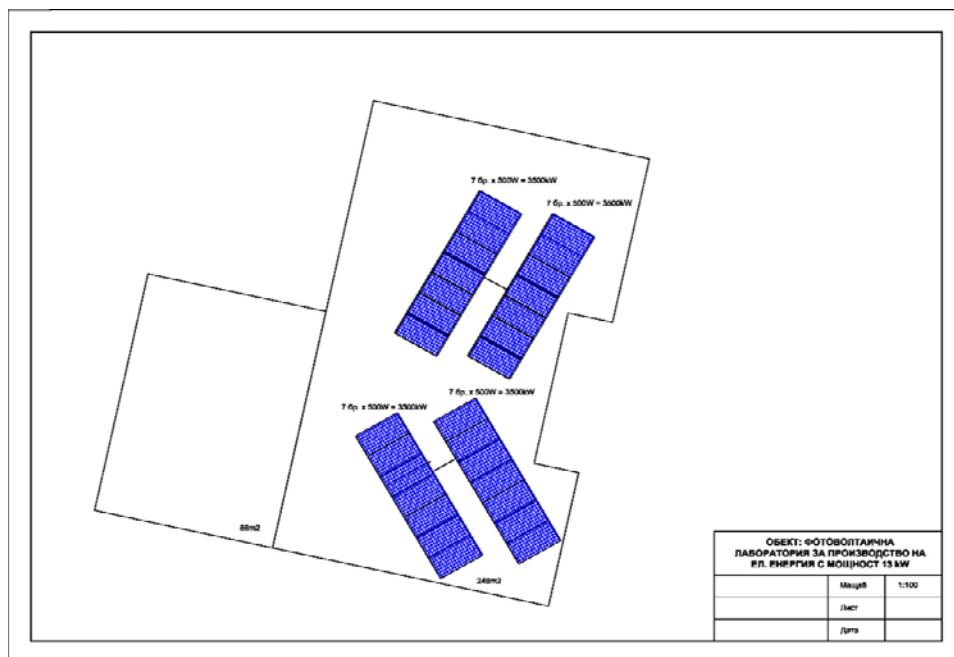 7 бр. x 500W = 3500kW
7 бр. x 500W = 3500kW
7 бр. x 500W = 3500kW
7 бр. x 500W = 3500kW
88m2
248m2
ОБЕКТ: ФОТОВОЛТАИЧНА
ЛАБОРАТОРИЯ ЗА ПРОИЗВОДСТВО НА
ЕЛ. ЕНЕРГИЯ С МОЩНОСТ 13 kW
Мащаб 1:100
Лист
Дата